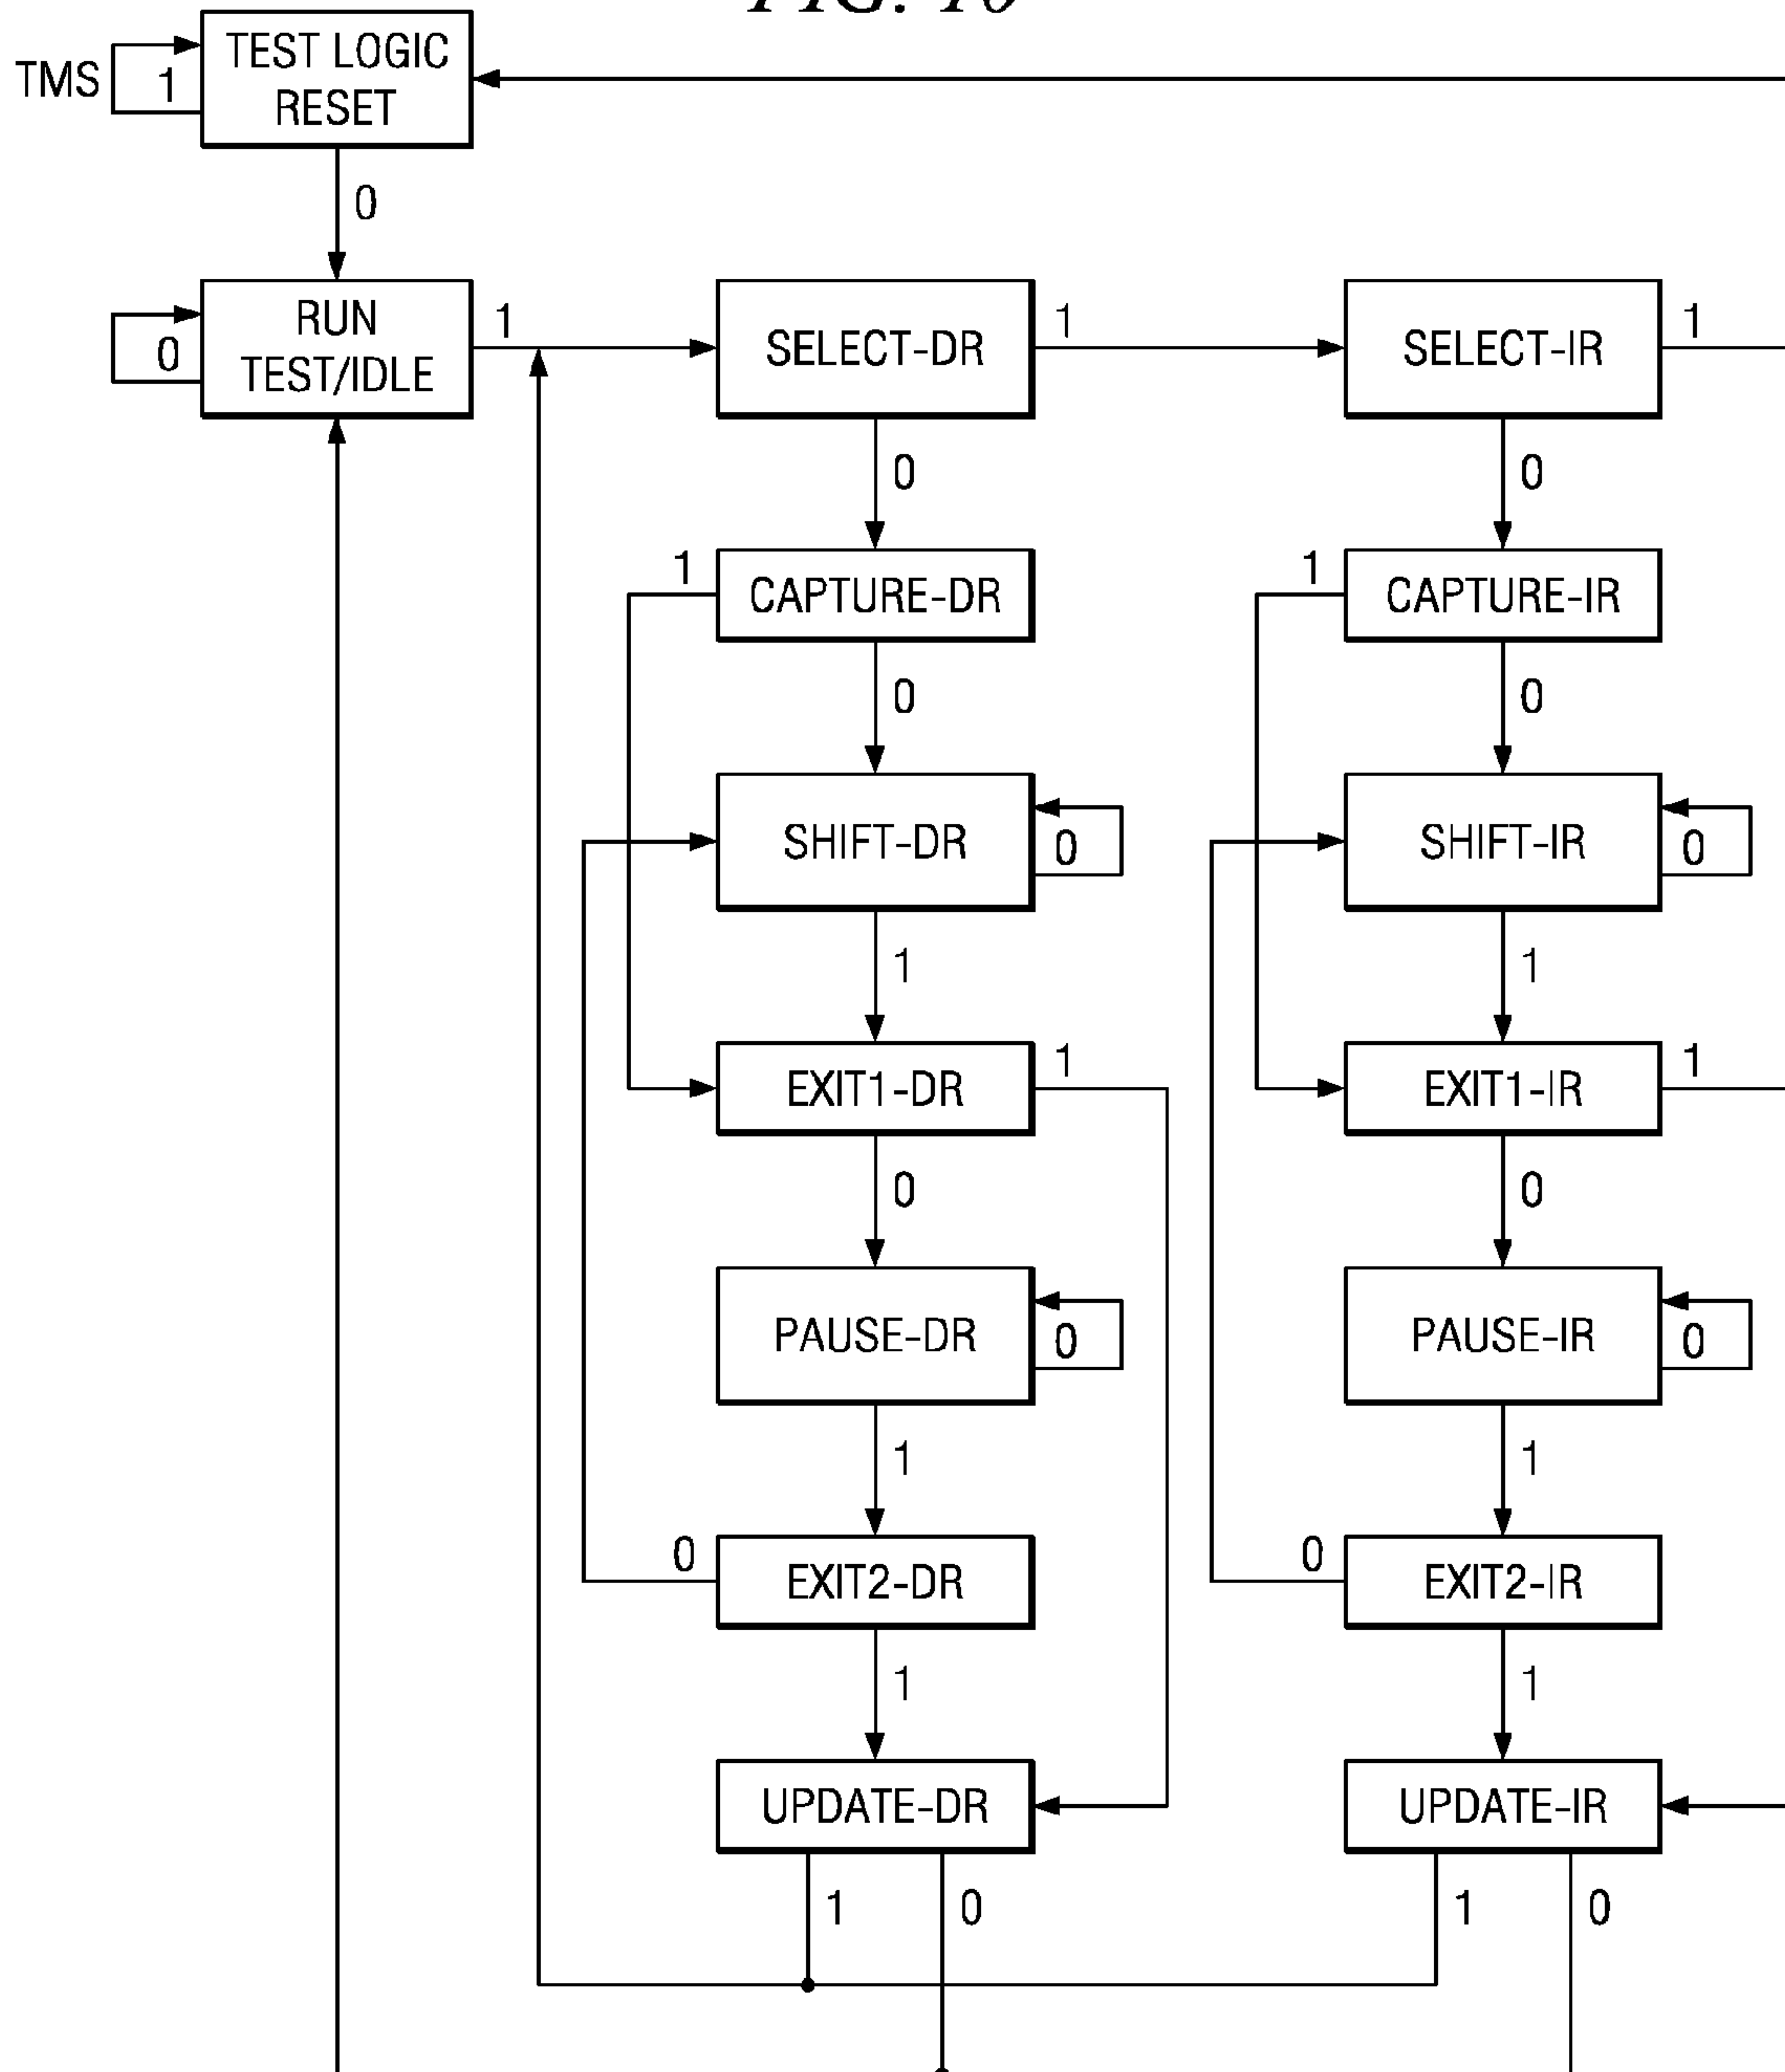 TEST LOGIC
RESET
TMS
1
0
RUN
TEST/IDLE
0
1
SELECT-DR
1
SELECT-IR
1
0
0
1
CAPTURE-DR
1
CAPTURE-IR
0
0
SHIFT-DR
0
SHIFT-IR
0
1
1
EXIT1-DR
1
EXIT1-IR
1
0
0
PAUSE-DR
0
PAUSE-IR
0
1
1
0
EXIT2-DR
0
EXIT2-IR
1
1
UPDATE-DR
UPDATE-IR
1
0
1
0